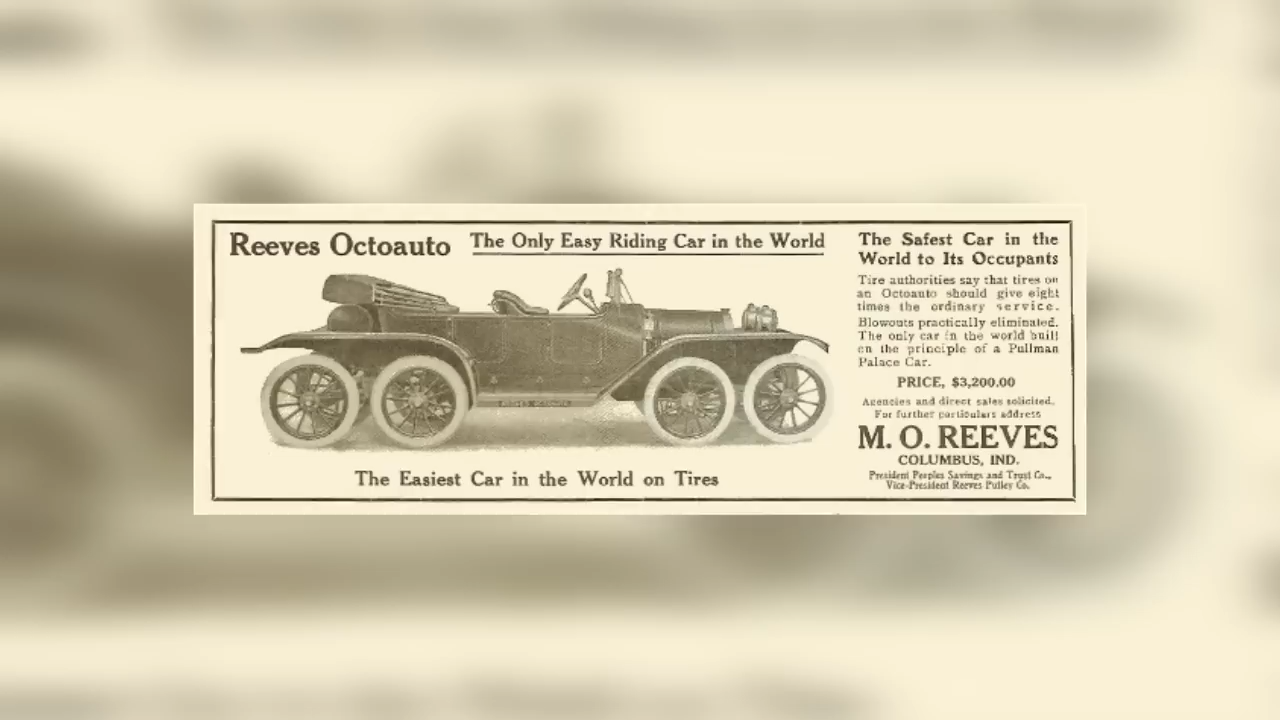 Reeves Octoauto
The Only Easy Riding Car in the World
The Easiest Car in the World on Tires
The Safest Car in the
World to Its Occupants
Tire authorities say that tires on
an Octoauto should give eight
times the ordinary service.
Blowouts practically eliminated.
The only car in the world built
on the principle of a Pullman
Palace Car.
PRICE, $3,200.00
Agencies and direct sales solicited.
For further particulars address
M. O. REEVES
COLUMBUS, IND.
President Peoples Savings and Trust Co.,
Vice-President Reeves Pulley Co.